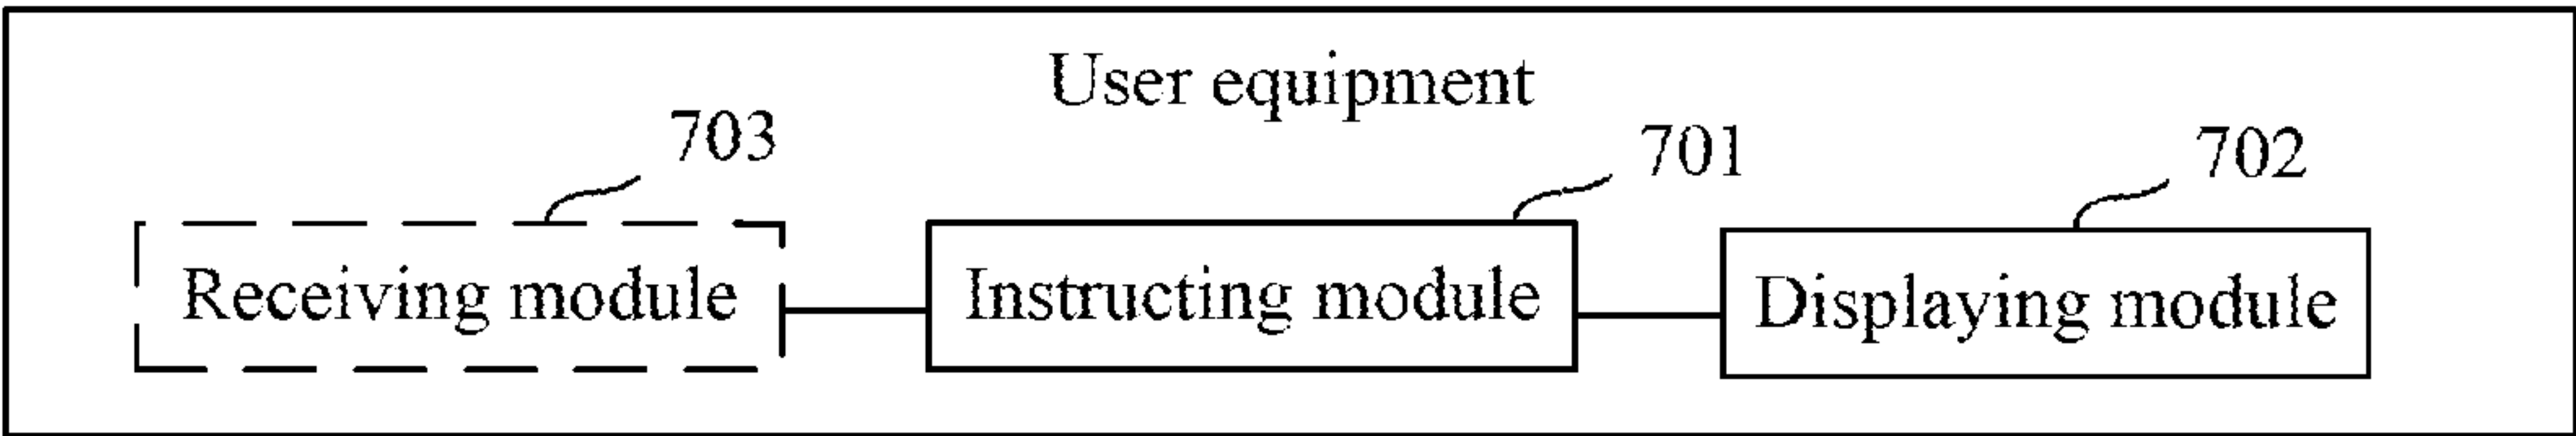 User equipment
703
701
702
Receiving module
Instructing module
Displaying module